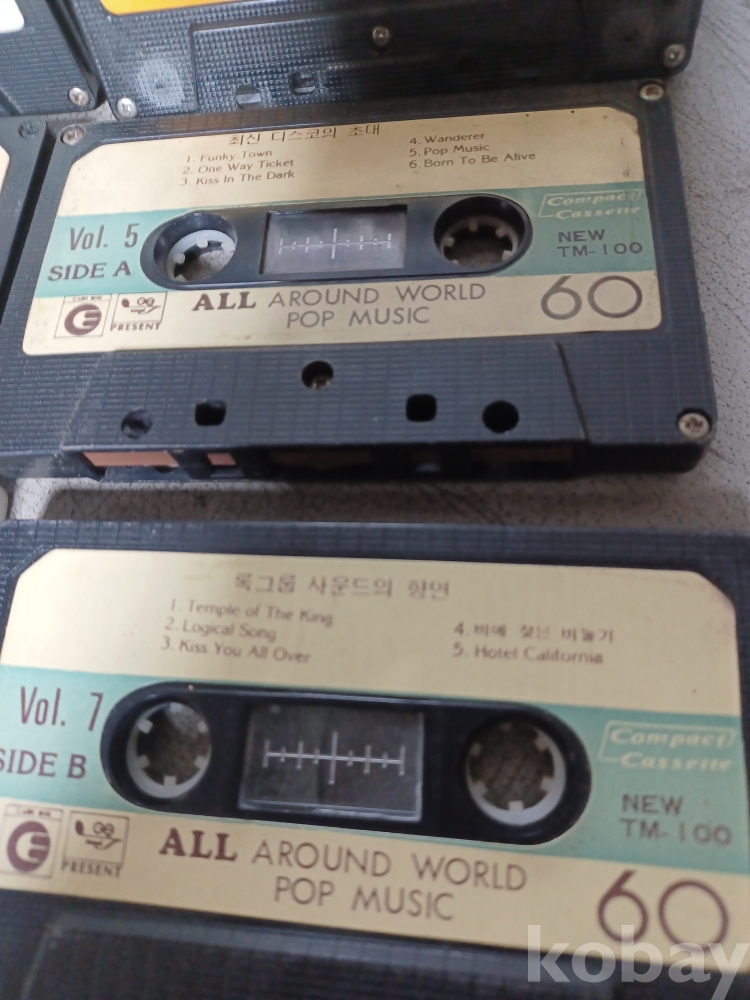 최신 디스코의 초대
1. Funky Town
2. One Way Ticket
3. Kiss In The Dark
4. Wanderer
5. Pop Music
6. Born To Be Alive
Compact
Cassette
Vol. 5
SIDE A
NEW
TM-100
PRESENT
ALL AROUND WORLD
POP MUSIC
60
록그룹 사운드의 향연
1. Temple of The King
2. Logical Song
3. Kiss You All Over
4. 비에 젖은 비둘기
5. Hotel California
Compact
Cassette
Vol. 7
SIDE B
NEW
TM-100
PRESENT
ALL AROUND WORLD
POP MUSIC
60
kobay